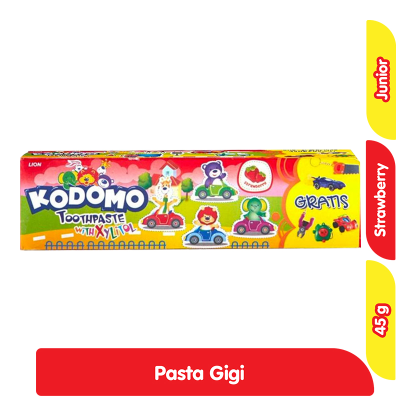 LION
KODOMO
TOOTHPASTE
WITH XYLITOL
STRAWBERRY
GRATIS
Junior
Strawberry
45 g
Pasta Gigi